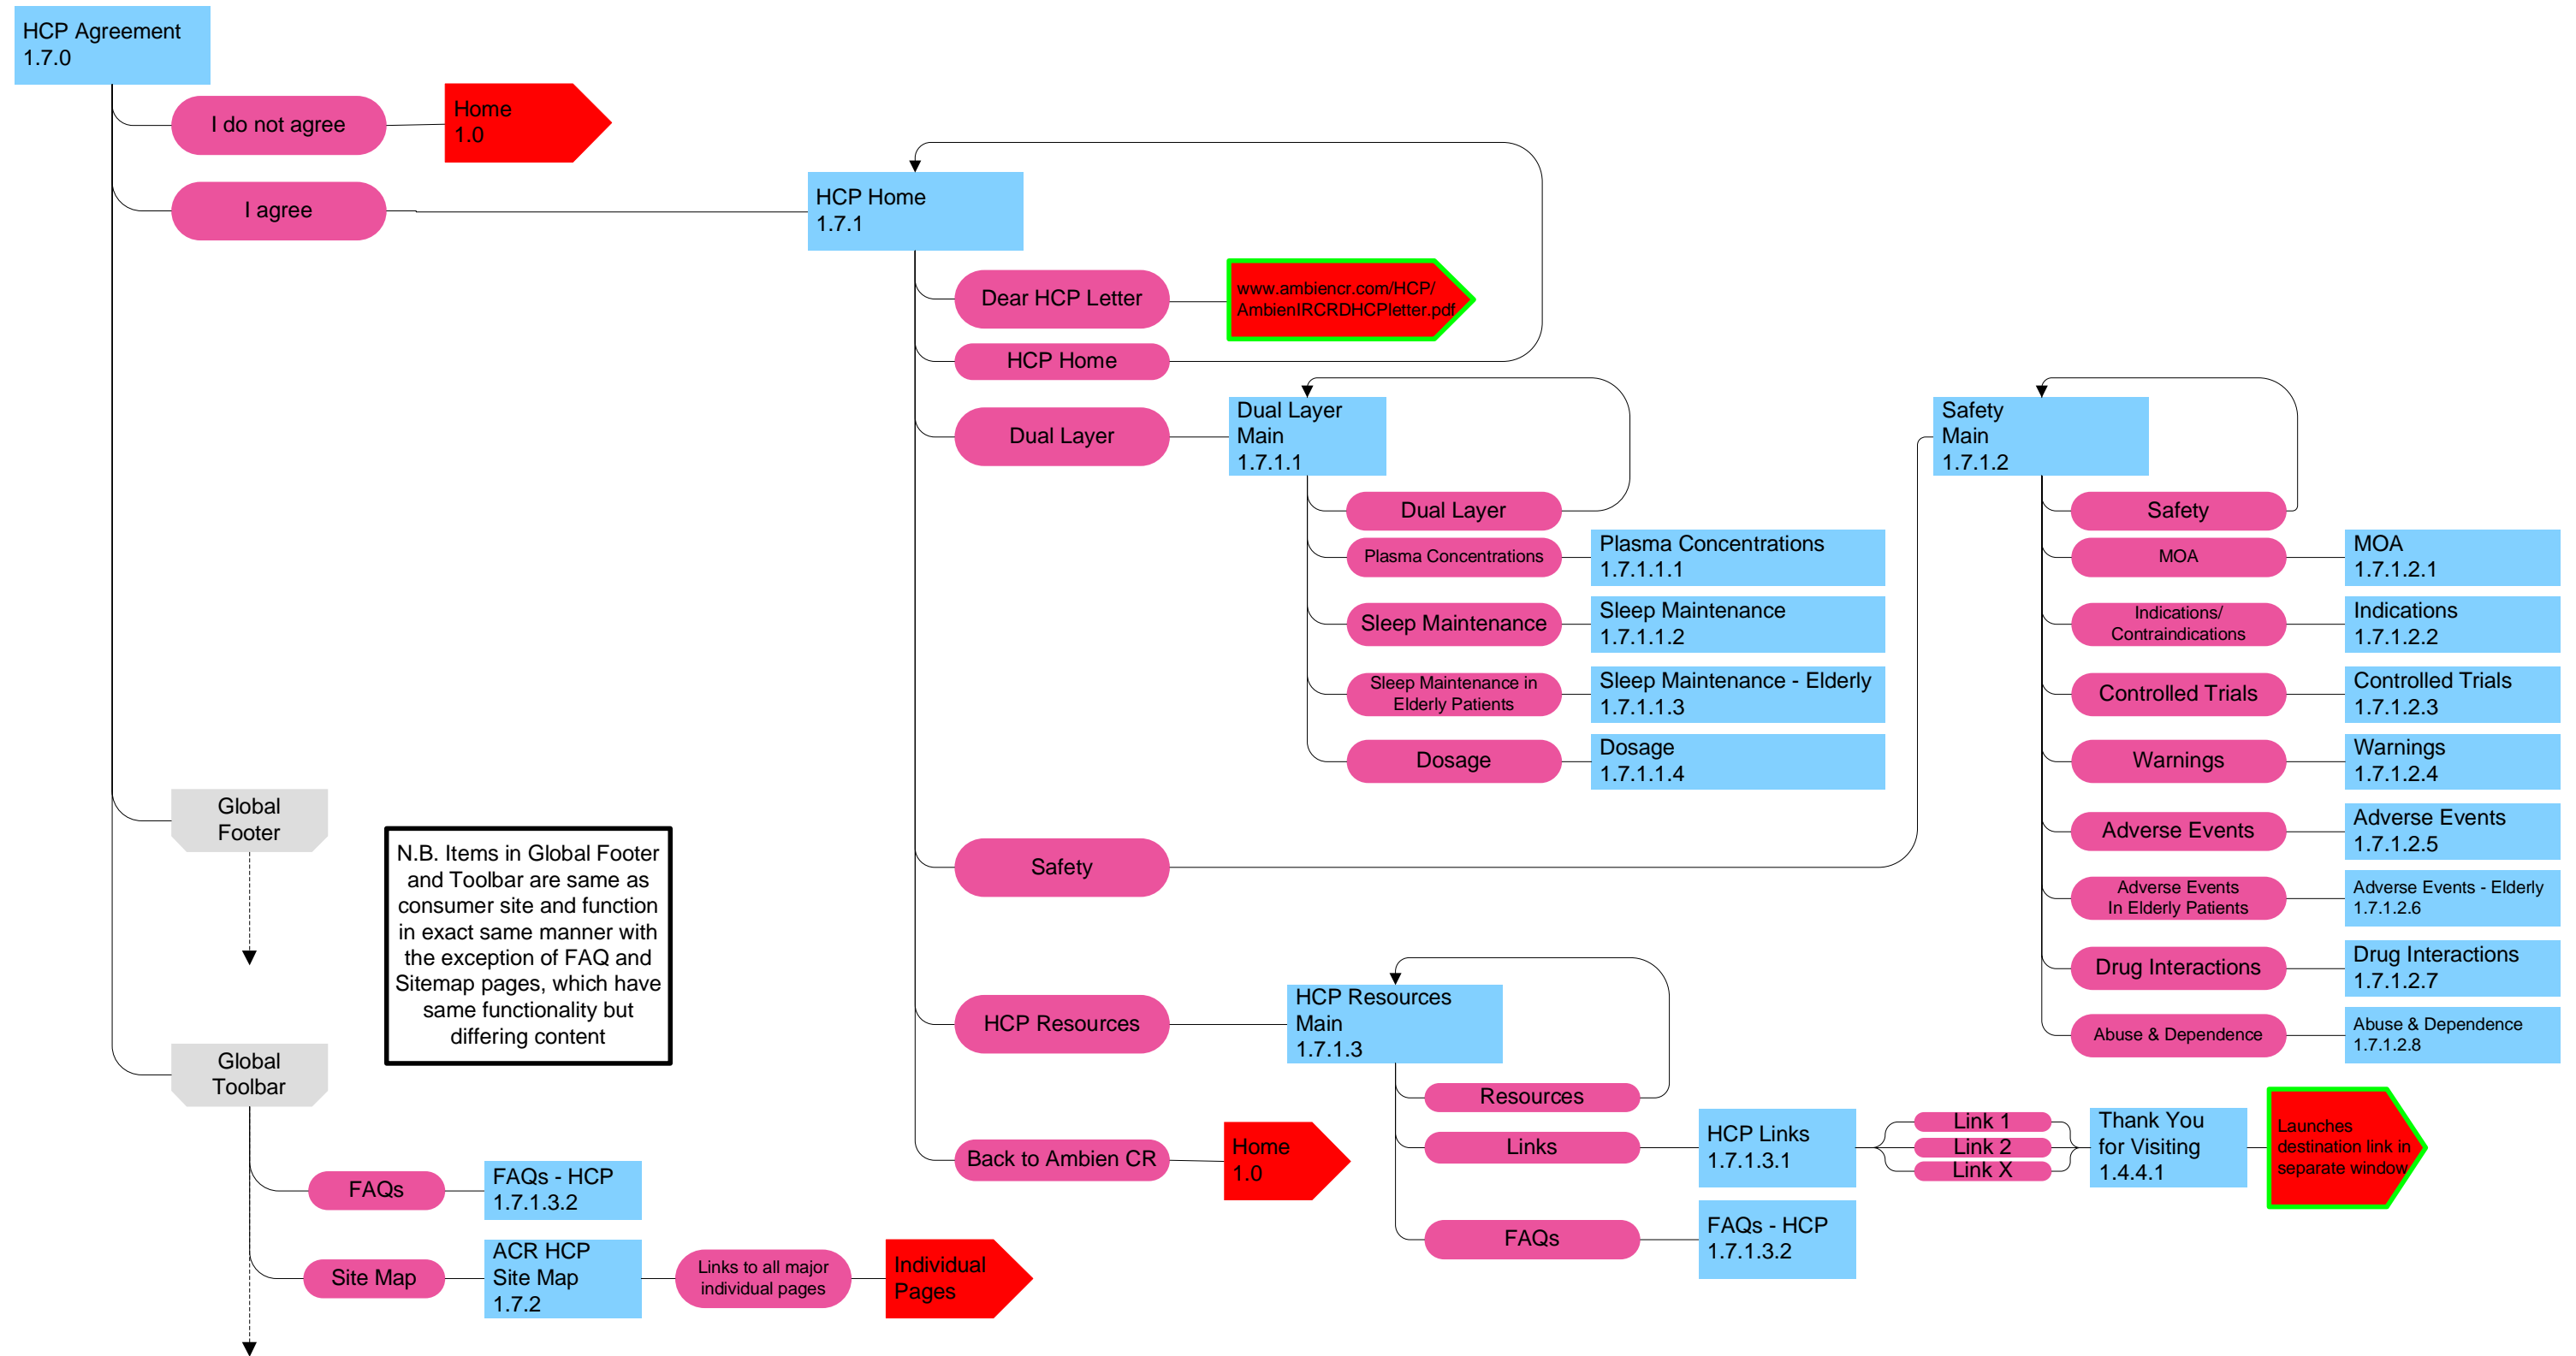 HCP Agreement
1.7.0
I do not agree
Home
1.0
I agree
HCP Home
1.7.1
Dear HCP Letter
www.ambiencr.com/HCP/
AmbienIRCRDHCPletter.pdf
HCP Home
Dual Layer
Dual Layer
Main
1.7.1.1
Dual Layer
Plasma Concentrations
Plasma Concentrations
1.7.1.1.1
Sleep Maintenance
Sleep Maintenance
1.7.1.1.2
Sleep Maintenance in
Elderly Patients
Sleep Maintenance - Elderly
1.7.1.1.3
Dosage
Dosage
1.7.1.1.4
Safety
Safety
Main
1.7.1.2
Safety
MOA
MOA
1.7.1.2.1
Indications/
Contraindications
Indications
1.7.1.2.2
Controlled Trials
Controlled Trials
1.7.1.2.3
Warnings
Warnings
1.7.1.2.4
Adverse Events
Adverse Events
1.7.1.2.5
Adverse Events
In Elderly Patients
Adverse Events - Elderly
1.7.1.2.6
Drug Interactions
Drug Interactions
1.7.1.2.7
Abuse & Dependence
Abuse & Dependence
1.7.1.2.8
HCP Resources
HCP Resources
Main
1.7.1.3
Resources
Links
HCP Links
1.7.1.3.1
Link 1
Link 2
Link X
Thank You
for Visiting
1.4.4.1
Launches
destination link in
separate window
FAQs
FAQs - HCP
1.7.1.3.2
Back to Ambien CR
Home
1.0
Global
Footer
N.B. Items in Global Footer
and Toolbar are same as
consumer site and function
in exact same manner with
the exception of FAQ and
Sitemap pages, which have
same functionality but
differing content
Global
Toolbar
FAQs
FAQs - HCP
1.7.1.3.2
Site Map
ACR HCP
Site Map
1.7.2
Links to all major
individual pages
Individual
Pages